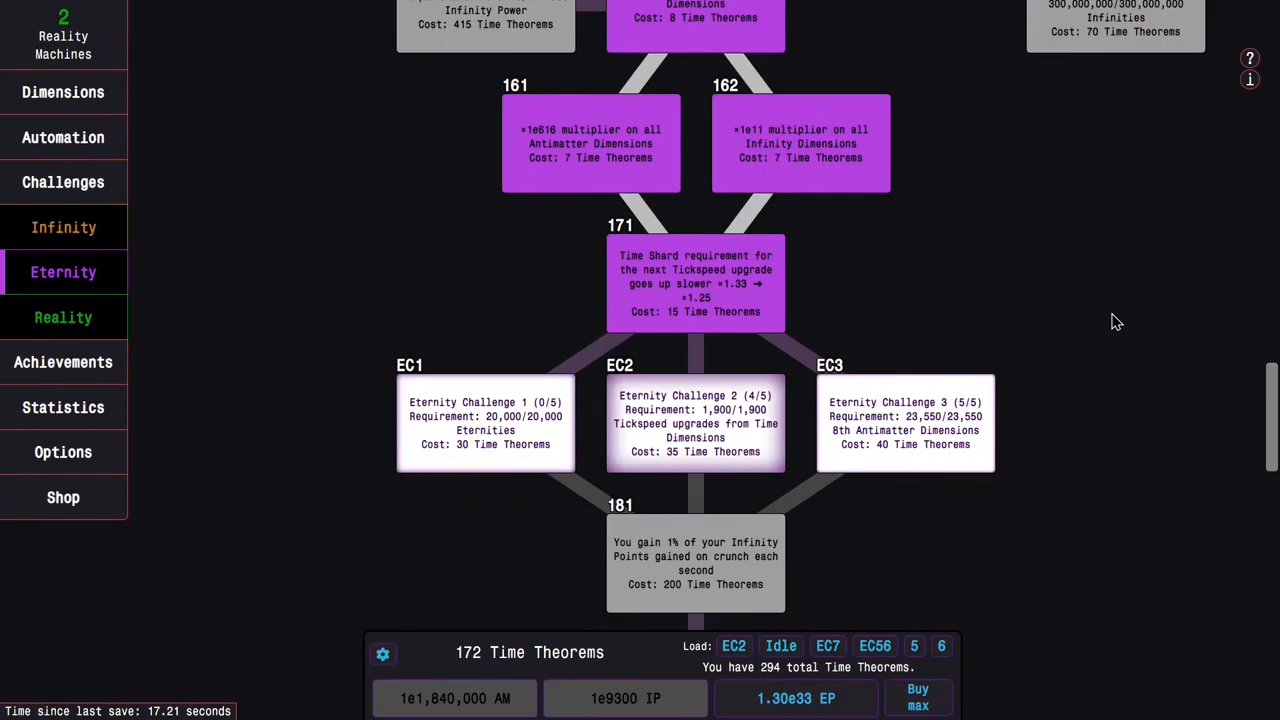 2
Reality
Machines
Dimensions
Automation
Challenges
Infinity
Eternity
Reality
Achievements
Statistics
Options
Shop
Infinity Power
Cost: 415 Time Theorems
Dimensions
Cost: 8 Time Theorems
300,000,000/300,000,000
Infinities
Cost: 70 Time Theorems
?
i
161
×1e616 multiplier on all
Antimatter Dimensions
Cost: 7 Time Theorems
162
×1e11 multiplier on all
Infinity Dimensions
Cost: 7 Time Theorems
171
Time Shard requirement for
the next Tickspeed upgrade
goes up slower ×1.33 ➜
×1.25
Cost: 15 Time Theorems
EC1
Eternity Challenge 1 (0/5)
Requirement: 20,000/20,000
Eternities
Cost: 30 Time Theorems
EC2
Eternity Challenge 2 (4/5)
Requirement: 1,900/1,900
Tickspeed upgrades from Time
Dimensions
Cost: 35 Time Theorems
EC3
Eternity Challenge 3 (5/5)
Requirement: 23,550/23,550
8th Antimatter Dimensions
Cost: 40 Time Theorems
181
You gain 1% of your Infinity
Points gained on crunch each
second
Cost: 200 Time Theorems
172 Time Theorems
Load: EC2 Idle EC7 EC56 5 6
You have 294 total Time Theorems.
1e1,840,000 AM
1e9300 IP
1.30e33 EP
Buy
max
Time since last save: 17.21 seconds